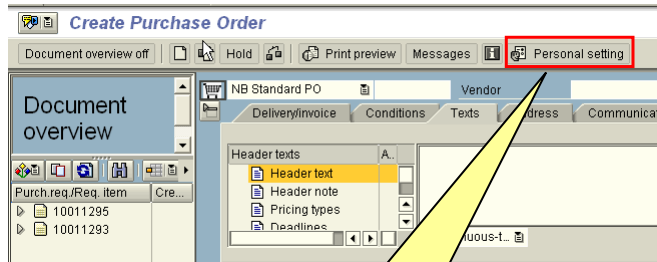 Create Purchase Order
Document overview off Hold Print preview Messages Personal setting
NB Standard PO Vendor
Document overview
Delivery/invoice Conditions Texts Communica
Header texts A..
Header text
Header note
Pricing types
Deadlines
Purch.req./Req. item Cre...
10011295
10011293